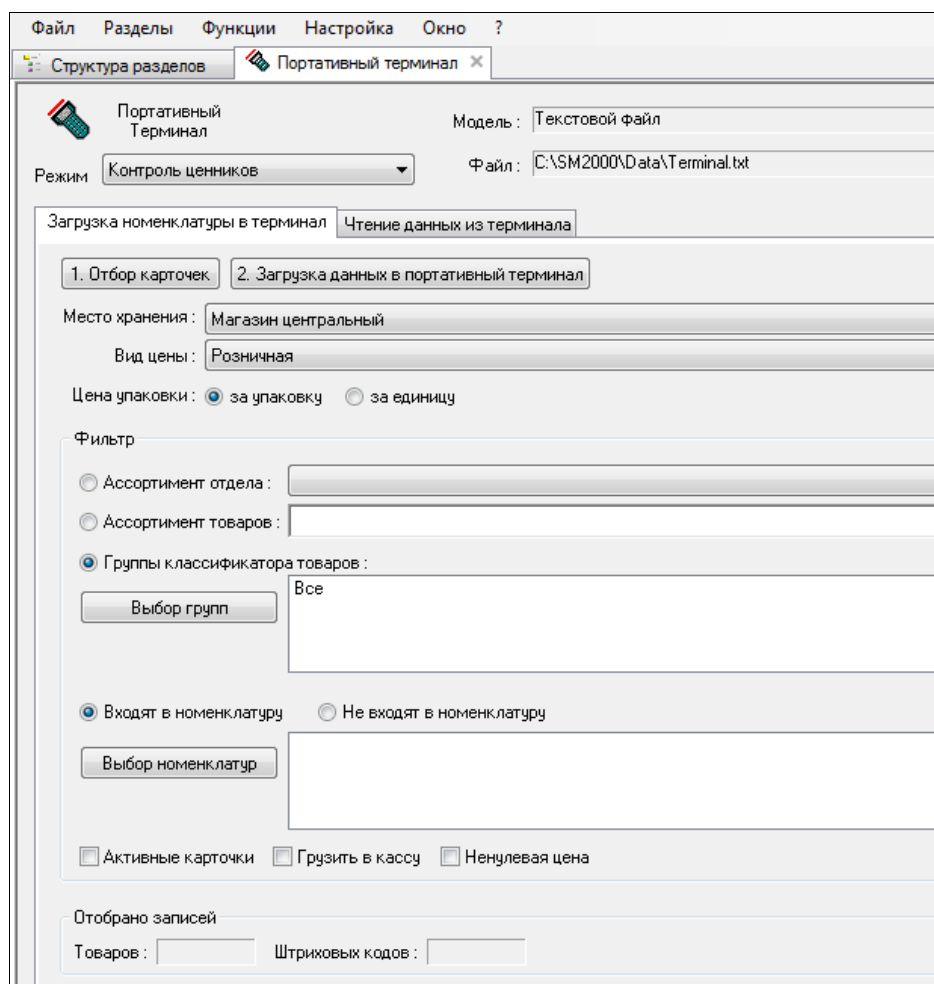 Файл Разделы Функции Настройка Окно ?
Структура разделов Портативный терминал
Портативный
Терминал
Модель : Текстовой файл
Режим Контроль ценников
Файл : C:\SM2000\Data\Terminal.txt
Загрузка номенклатуры в терминал Чтение данных из терминала
1. Отбор карточек 2. Загрузка данных в портативный терминал
Место хранения : Магазин центральный
Вид цены : Розничная
Цена упаковки : за упаковку за единицу
Фильтр
Ассортимент отдела :
Ассортимент товаров :
Группы классификатора товаров :
Выбор групп Все
Входят в номенклатуру Не входят в номенклатуру
Выбор номенклатур
Активные карточки Грузить в кассу Ненулевая цена
Отобрано записей
Товаров : Штриховых кодов :